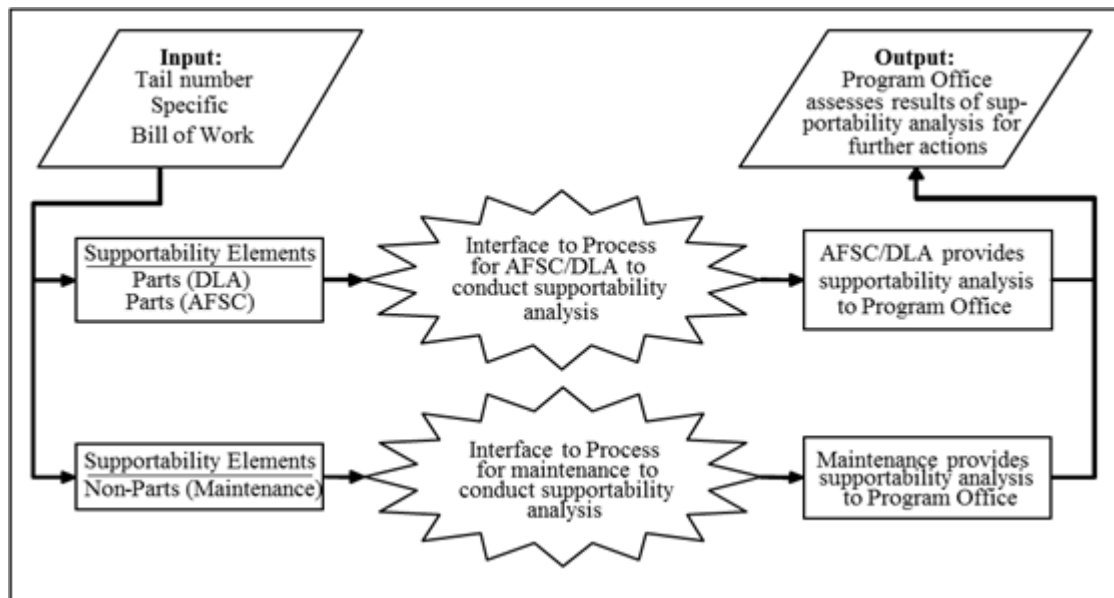 Input:
Tail number
Specific
Bill of Work
Output:
Program Office
assesses results of sup-
portability analysis for
further actions
Supportability Elements
Parts (DLA)
Parts (AFSC)
Interface to Process
for AFSC/DLA to
conduct supportability
analysis
AFSC/DLA provides
supportability analysis
to Program Office
Supportability Elements
Non-Parts (Maintenance)
Interface to Process
for maintenance to
conduct supportability
analysis
Maintenance provides
supportability analysis
to Program Office